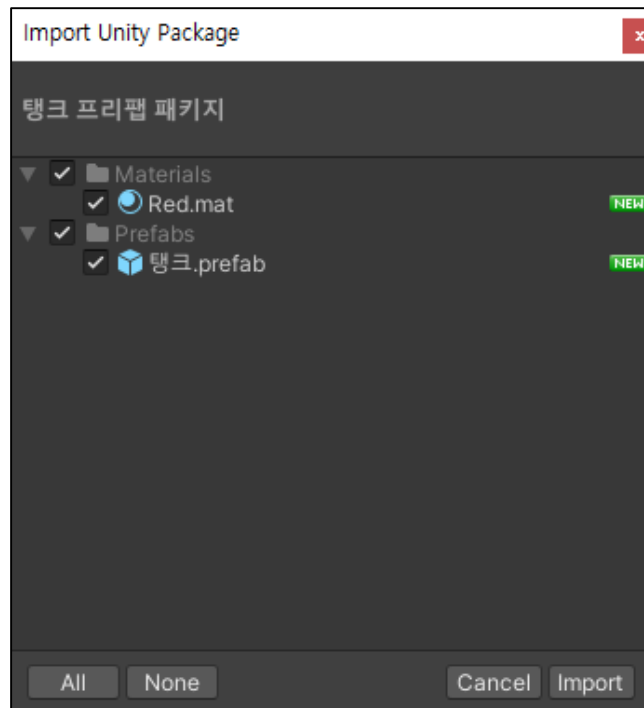 Import Unity Package
x
탱크 프리팹 패키지
Materials
Red.mat NEW
Prefabs
탱크.prefab NEW
All None Cancel Import